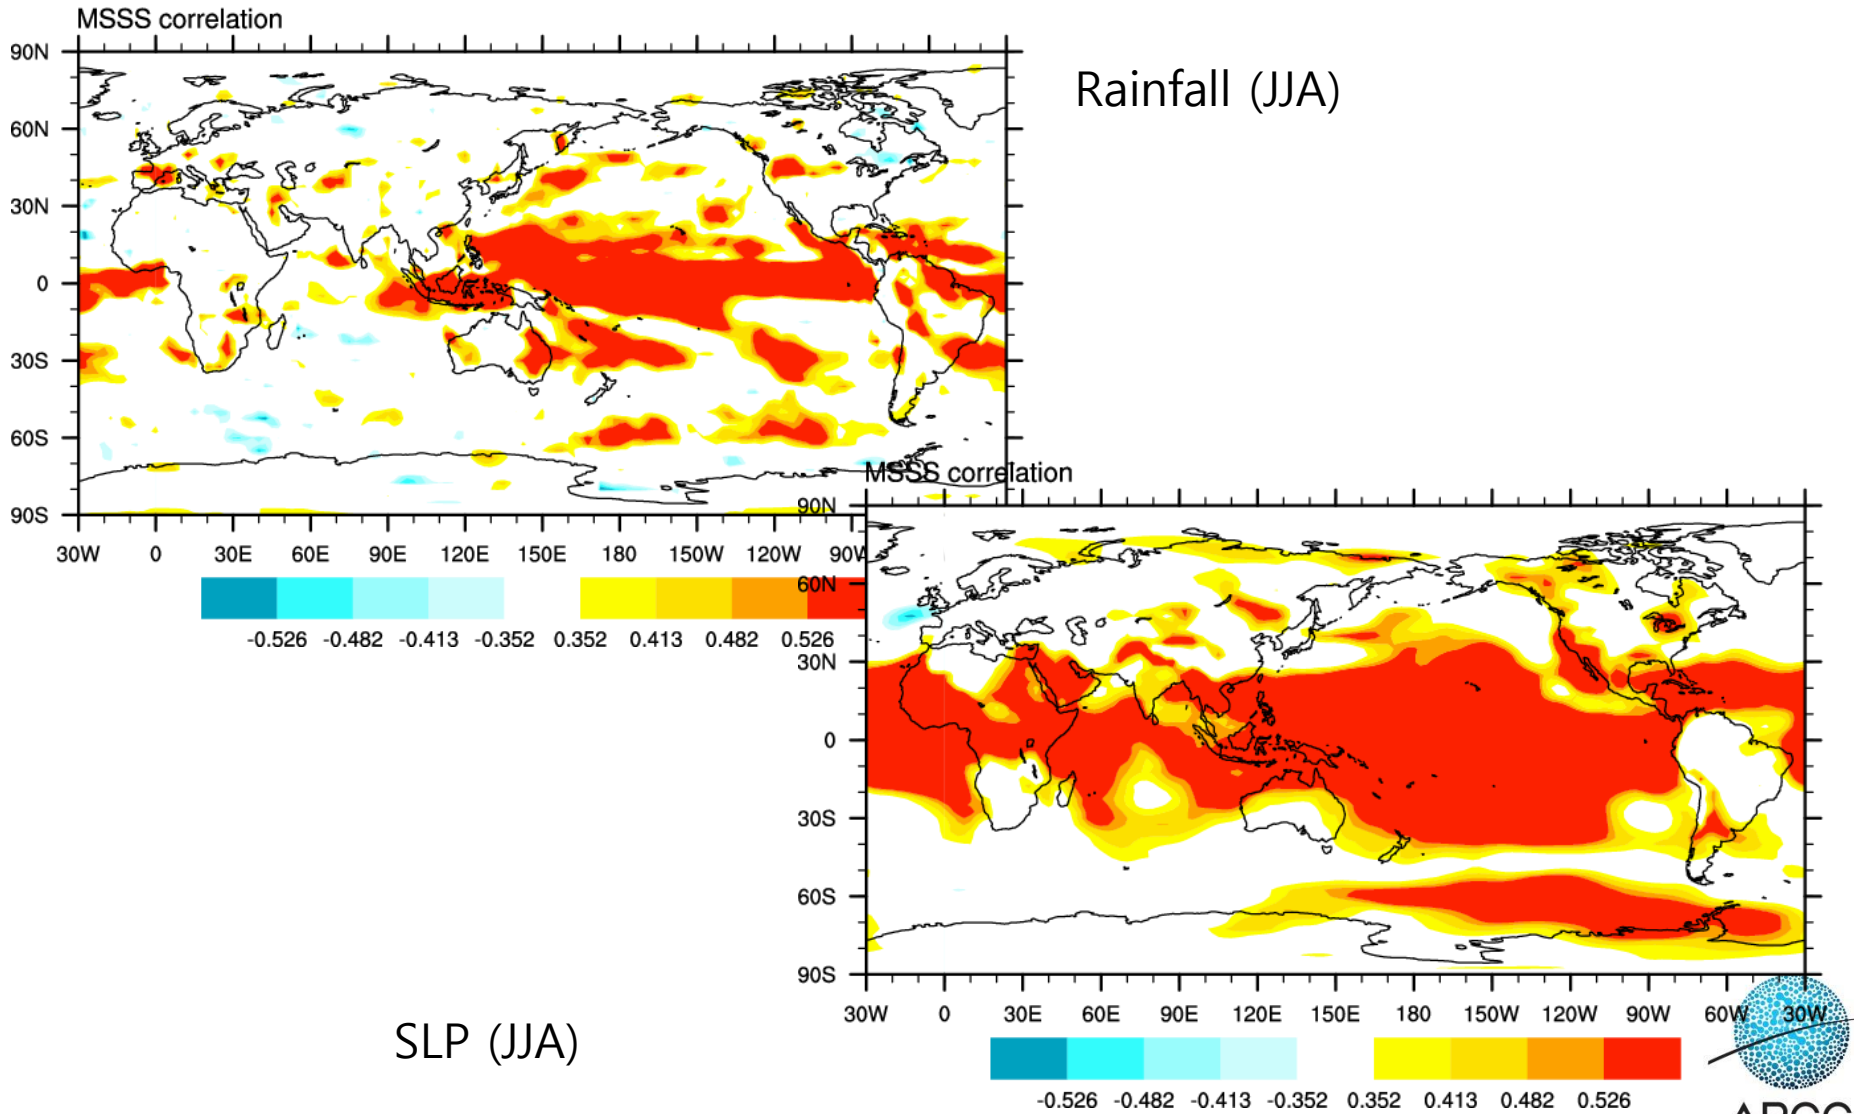 MSSS correlation
Rainfall (JJA)
90N
60N
30N
0
30S
60S
90S
30W 0 30E 60E 90E 120E 150E 180 150W 120W 90W
-0.526 -0.482 -0.413 -0.352 0.352 0.413 0.482 0.526
MSSS correlation
90N
60N
30N
0
30S
60S
90S
30W 0 30E 60E 90E 120E 150E 180 150W 120W 90W 60W 30W
-0.526 -0.482 -0.413 -0.352 0.352 0.413 0.482 0.526
SLP (JJA)
APCC